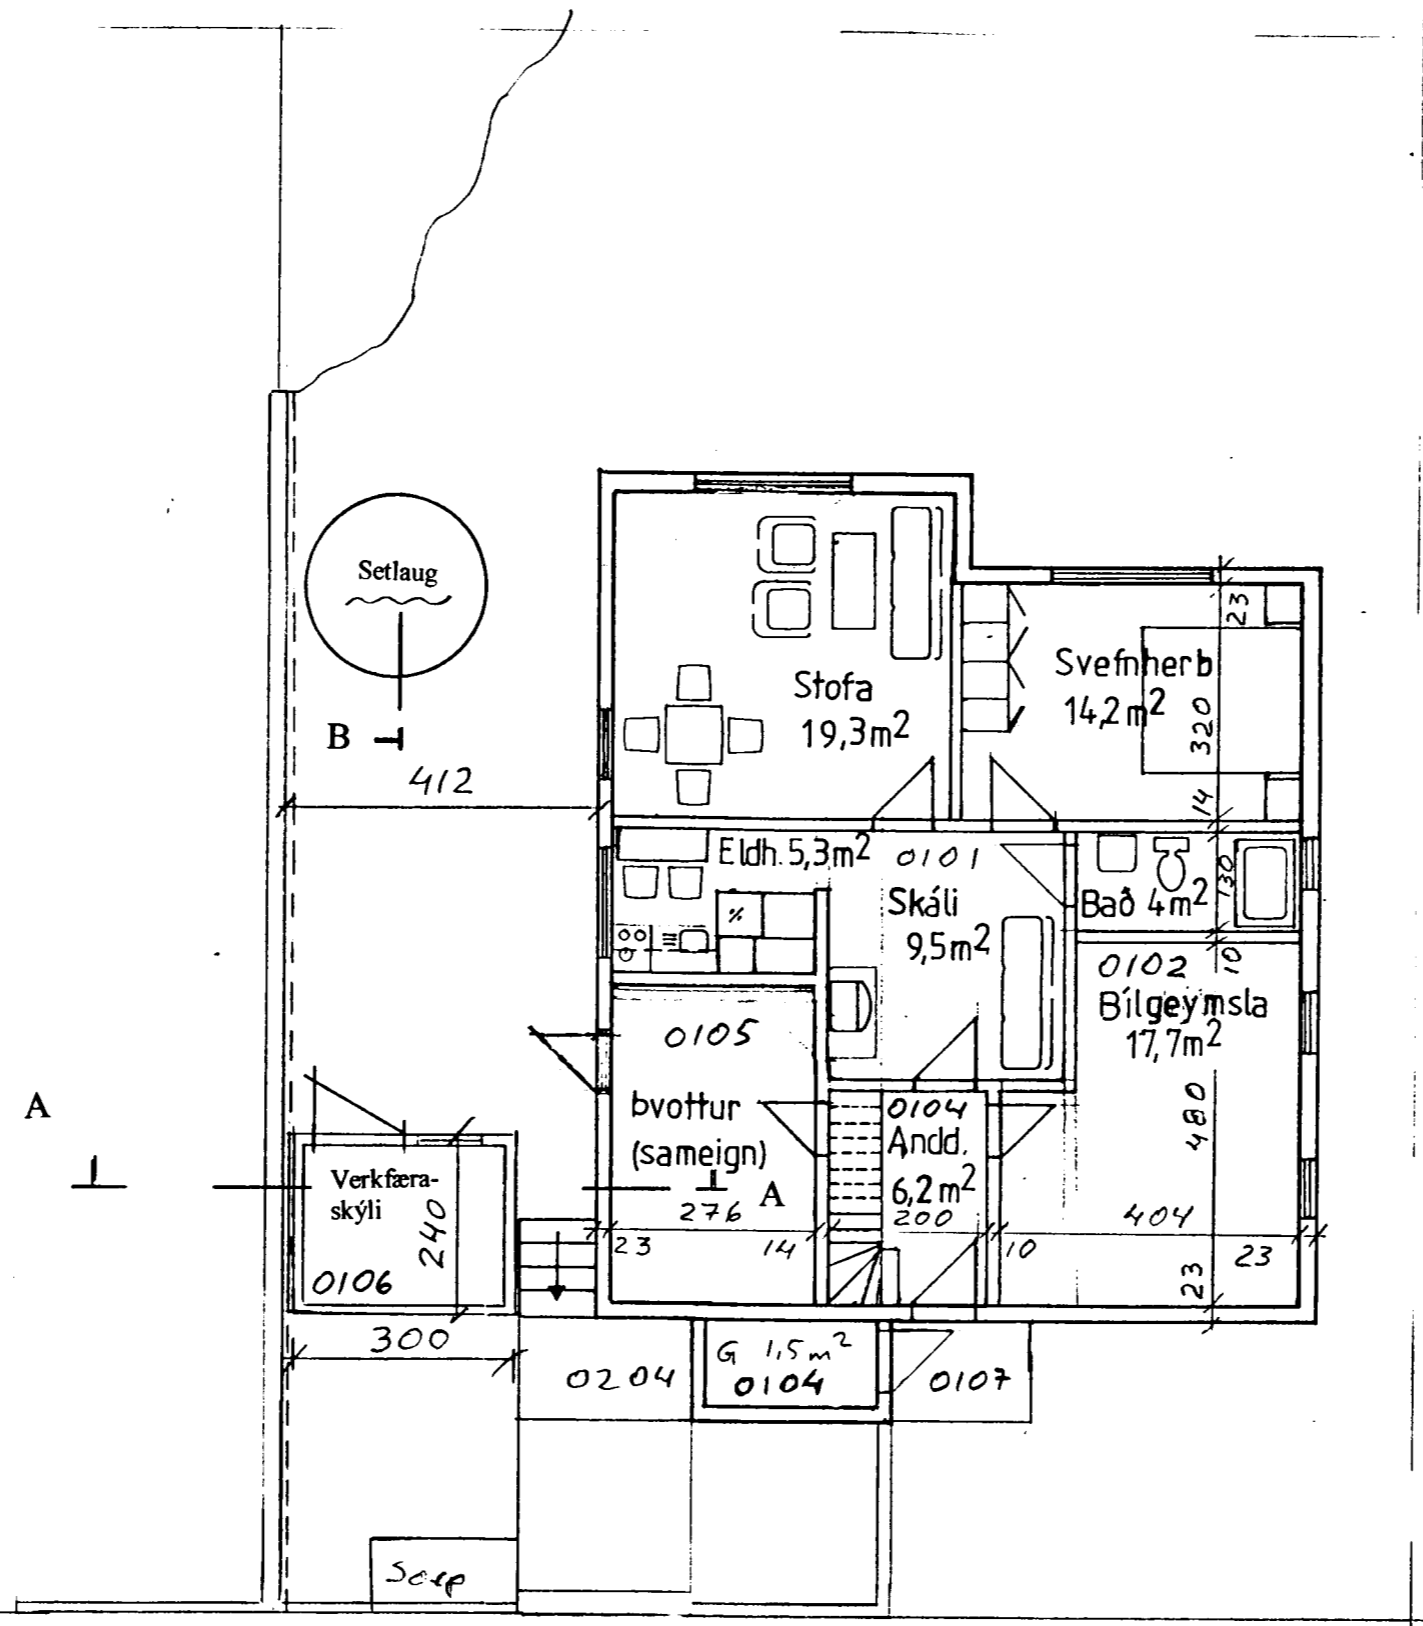 Setlaug
B
412
Stofa
19,3m²
Svefnherb
14,2m²
23
320
14
Eldh. 5,3m²
0101
Skáli
9,5m²
Bað 4m²
130
10
0102
Bílgeymsla
17,7m²
480
%
0105
Þvottur
(sameign)
A
276
23
14
0104
Andd.
6,2m²
200
10
404
23
23
A
Verkfæra-
skýli
240
0106
300
0204
G 1,5m²
0104
0107
Sorp